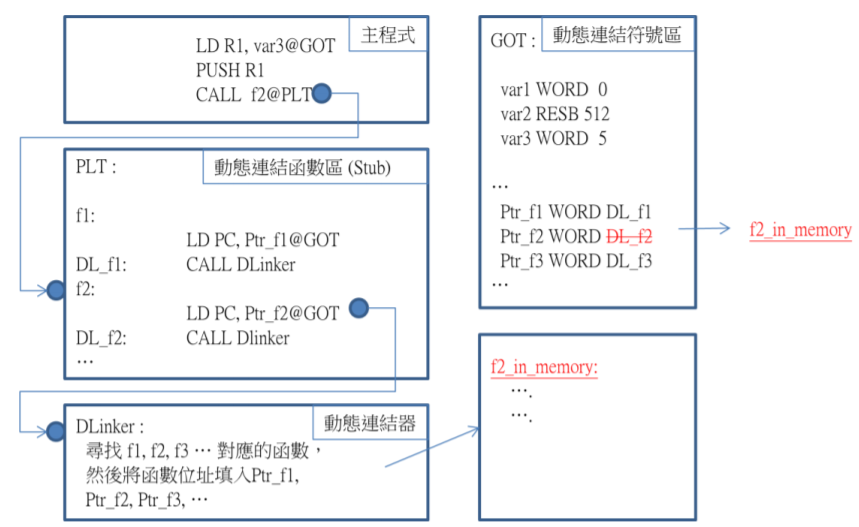 主程式
LD R1, var3@GOT
PUSH R1
CALL f2@PLT
PLT :
動態連結函數區 (Stub)
f1:
LD PC, Ptr_f1@GOT
DL_f1: CALL DLinker
f2:
LD PC, Ptr_f2@GOT
DL_f2: CALL Dlinker
…
DLinker :
動態連結器
尋找 f1, f2, f3 … 對應的函數，
然後將函數位址填入Ptr_f1,
Ptr_f2, Ptr_f3, …
GOT :
動態連結符號區
var1 WORD 0
var2 RESB 512
var3 WORD 5
…
Ptr_f1 WORD DL_f1
Ptr_f2 WORD DL_f2
Ptr_f3 WORD DL_f3
…
f2_in_memory
f2_in_memory:
….
….